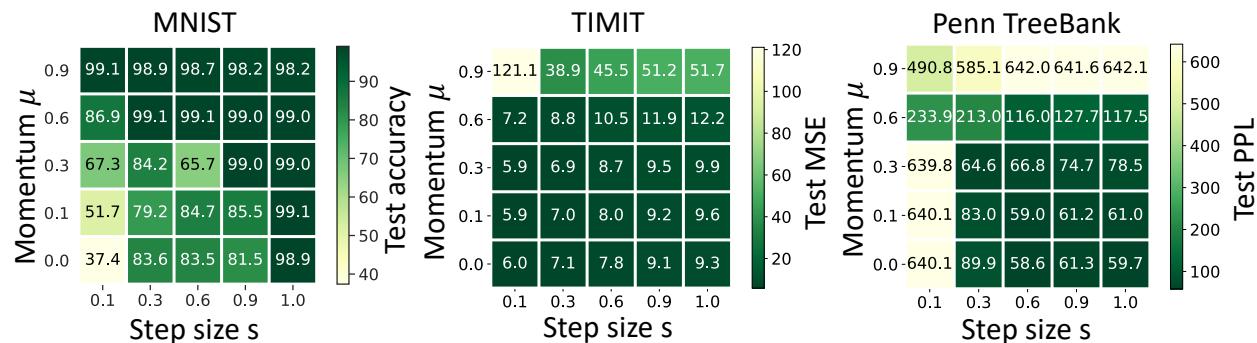 MNIST
Momentum μ
0.9 99.1 98.9 98.7 98.2 98.2
0.6 86.9 99.1 99.1 99.0 99.0
0.3 67.3 84.2 65.7 99.0 99.0
0.1 51.7 79.2 84.7 85.5 99.1
0.0 37.4 83.6 83.5 81.5 98.9
0.1 0.3 0.6 0.9 1.0
Step size s
90
80
70
60
50
40
Test accuracy
TIMIT
Momentum μ
0.9 121.1 38.9 45.5 51.2 51.7
0.6 7.2 8.8 10.5 11.9 12.2
0.3 5.9 6.9 8.7 9.5 9.9
0.1 5.9 7.0 8.0 9.2 9.6
0.0 6.0 7.1 7.8 9.1 9.3
0.1 0.3 0.6 0.9 1.0
Step size s
120
100
80
60
40
20
Test MSE
Penn TreeBank
Momentum μ
0.9 490.8 585.1 642.0 641.6 642.1
0.6 233.9 213.0 116.0 127.7 117.5
0.3 639.8 64.6 66.8 74.7 78.5
0.1 640.1 83.0 59.0 61.2 61.0
0.0 640.1 89.9 58.6 61.3 59.7
0.1 0.3 0.6 0.9 1.0
Step size s
600
500
400
300
200
100
Test PPL